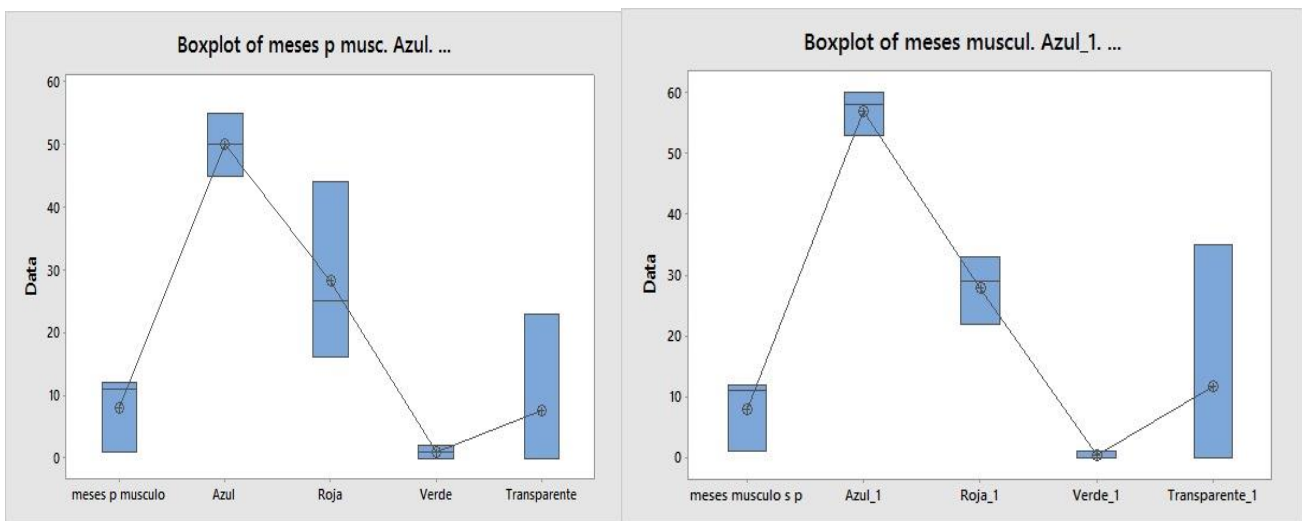 Boxplot of meses p musc. Azul. ...
60
50
40
30
20
10
0
Data
meses p musculo Azul Roja Verde Transparente
Boxplot of meses muscul. Azul_1. ...
60
50
40
30
20
10
0
Data
meses musculo s p Azul_1 Roja_1 Verde_1 Transparente_1